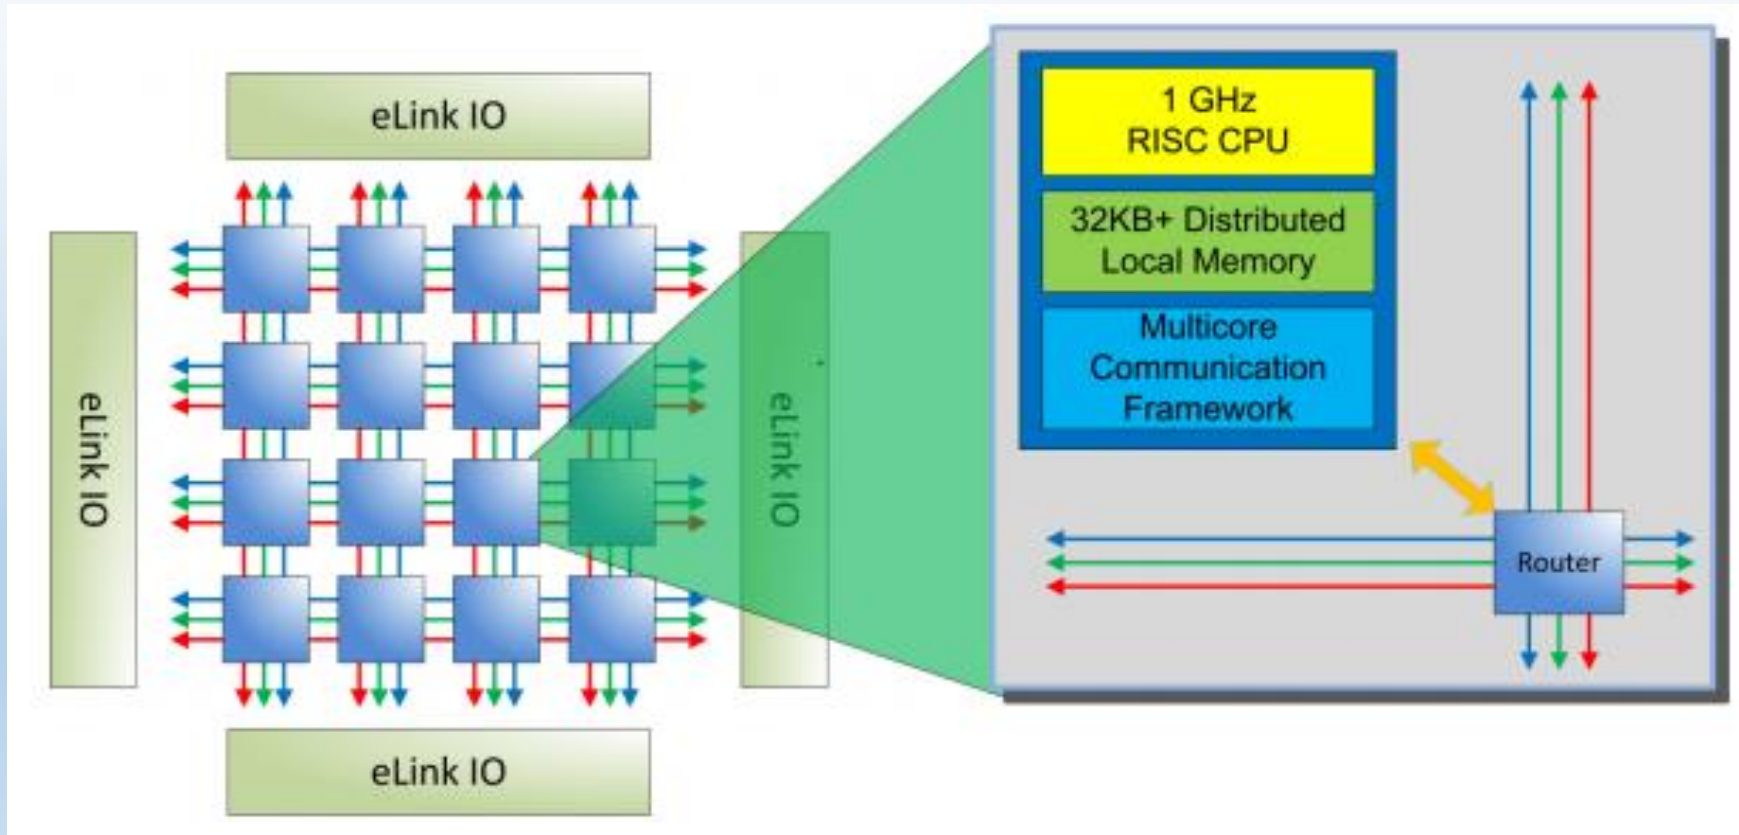 eLink IO
eLink IO
eLink IO
eLink IO
1 GHz
RISC CPU
32KB+ Distributed
Local Memory
Multicore
Communication
Framework
Router